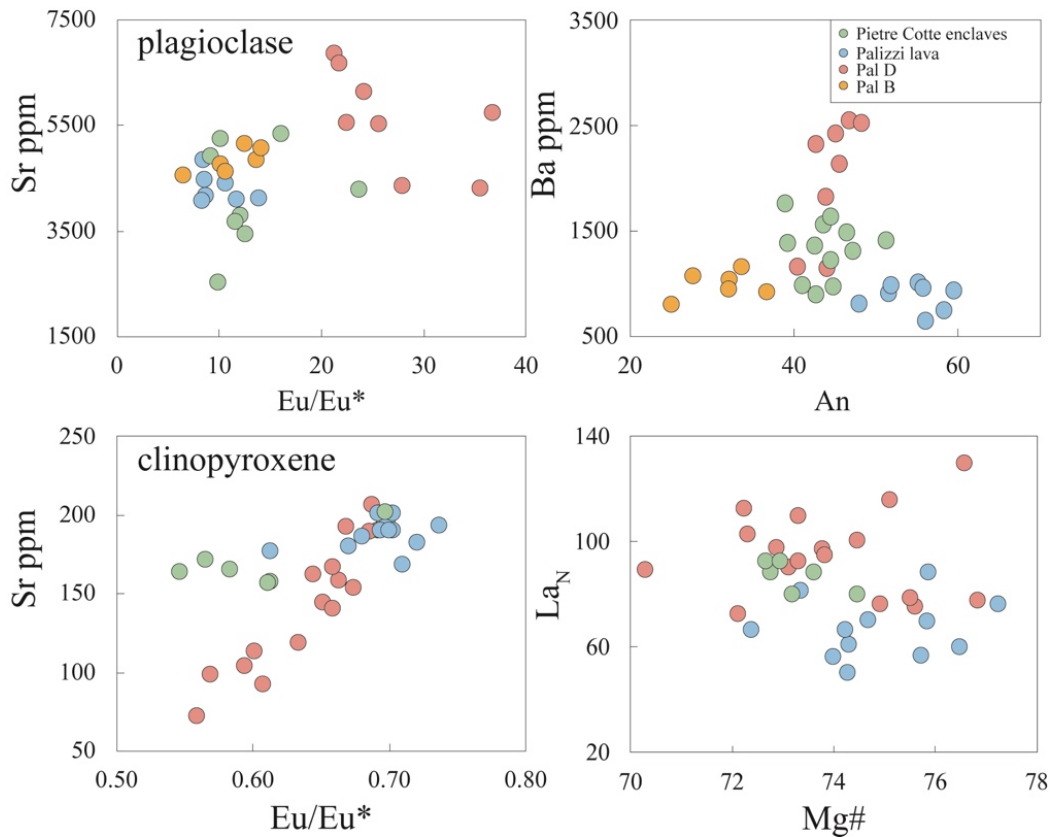 plagioclase
7500
5500
3500
1500
Sr ppm
0
10
20
30
40
Eu/Eu*
Pietre Cotte enclaves
Palizzi lava
Pal D
Pal B
3500
2500
1500
500
Ba ppm
20
40
60
An
clinopyroxene
250
200
150
100
50
Sr ppm
0.50
0.60
0.70
0.80
Eu/Eu*
140
100
60
20
La_N
70
72
74
76
78
Mg#